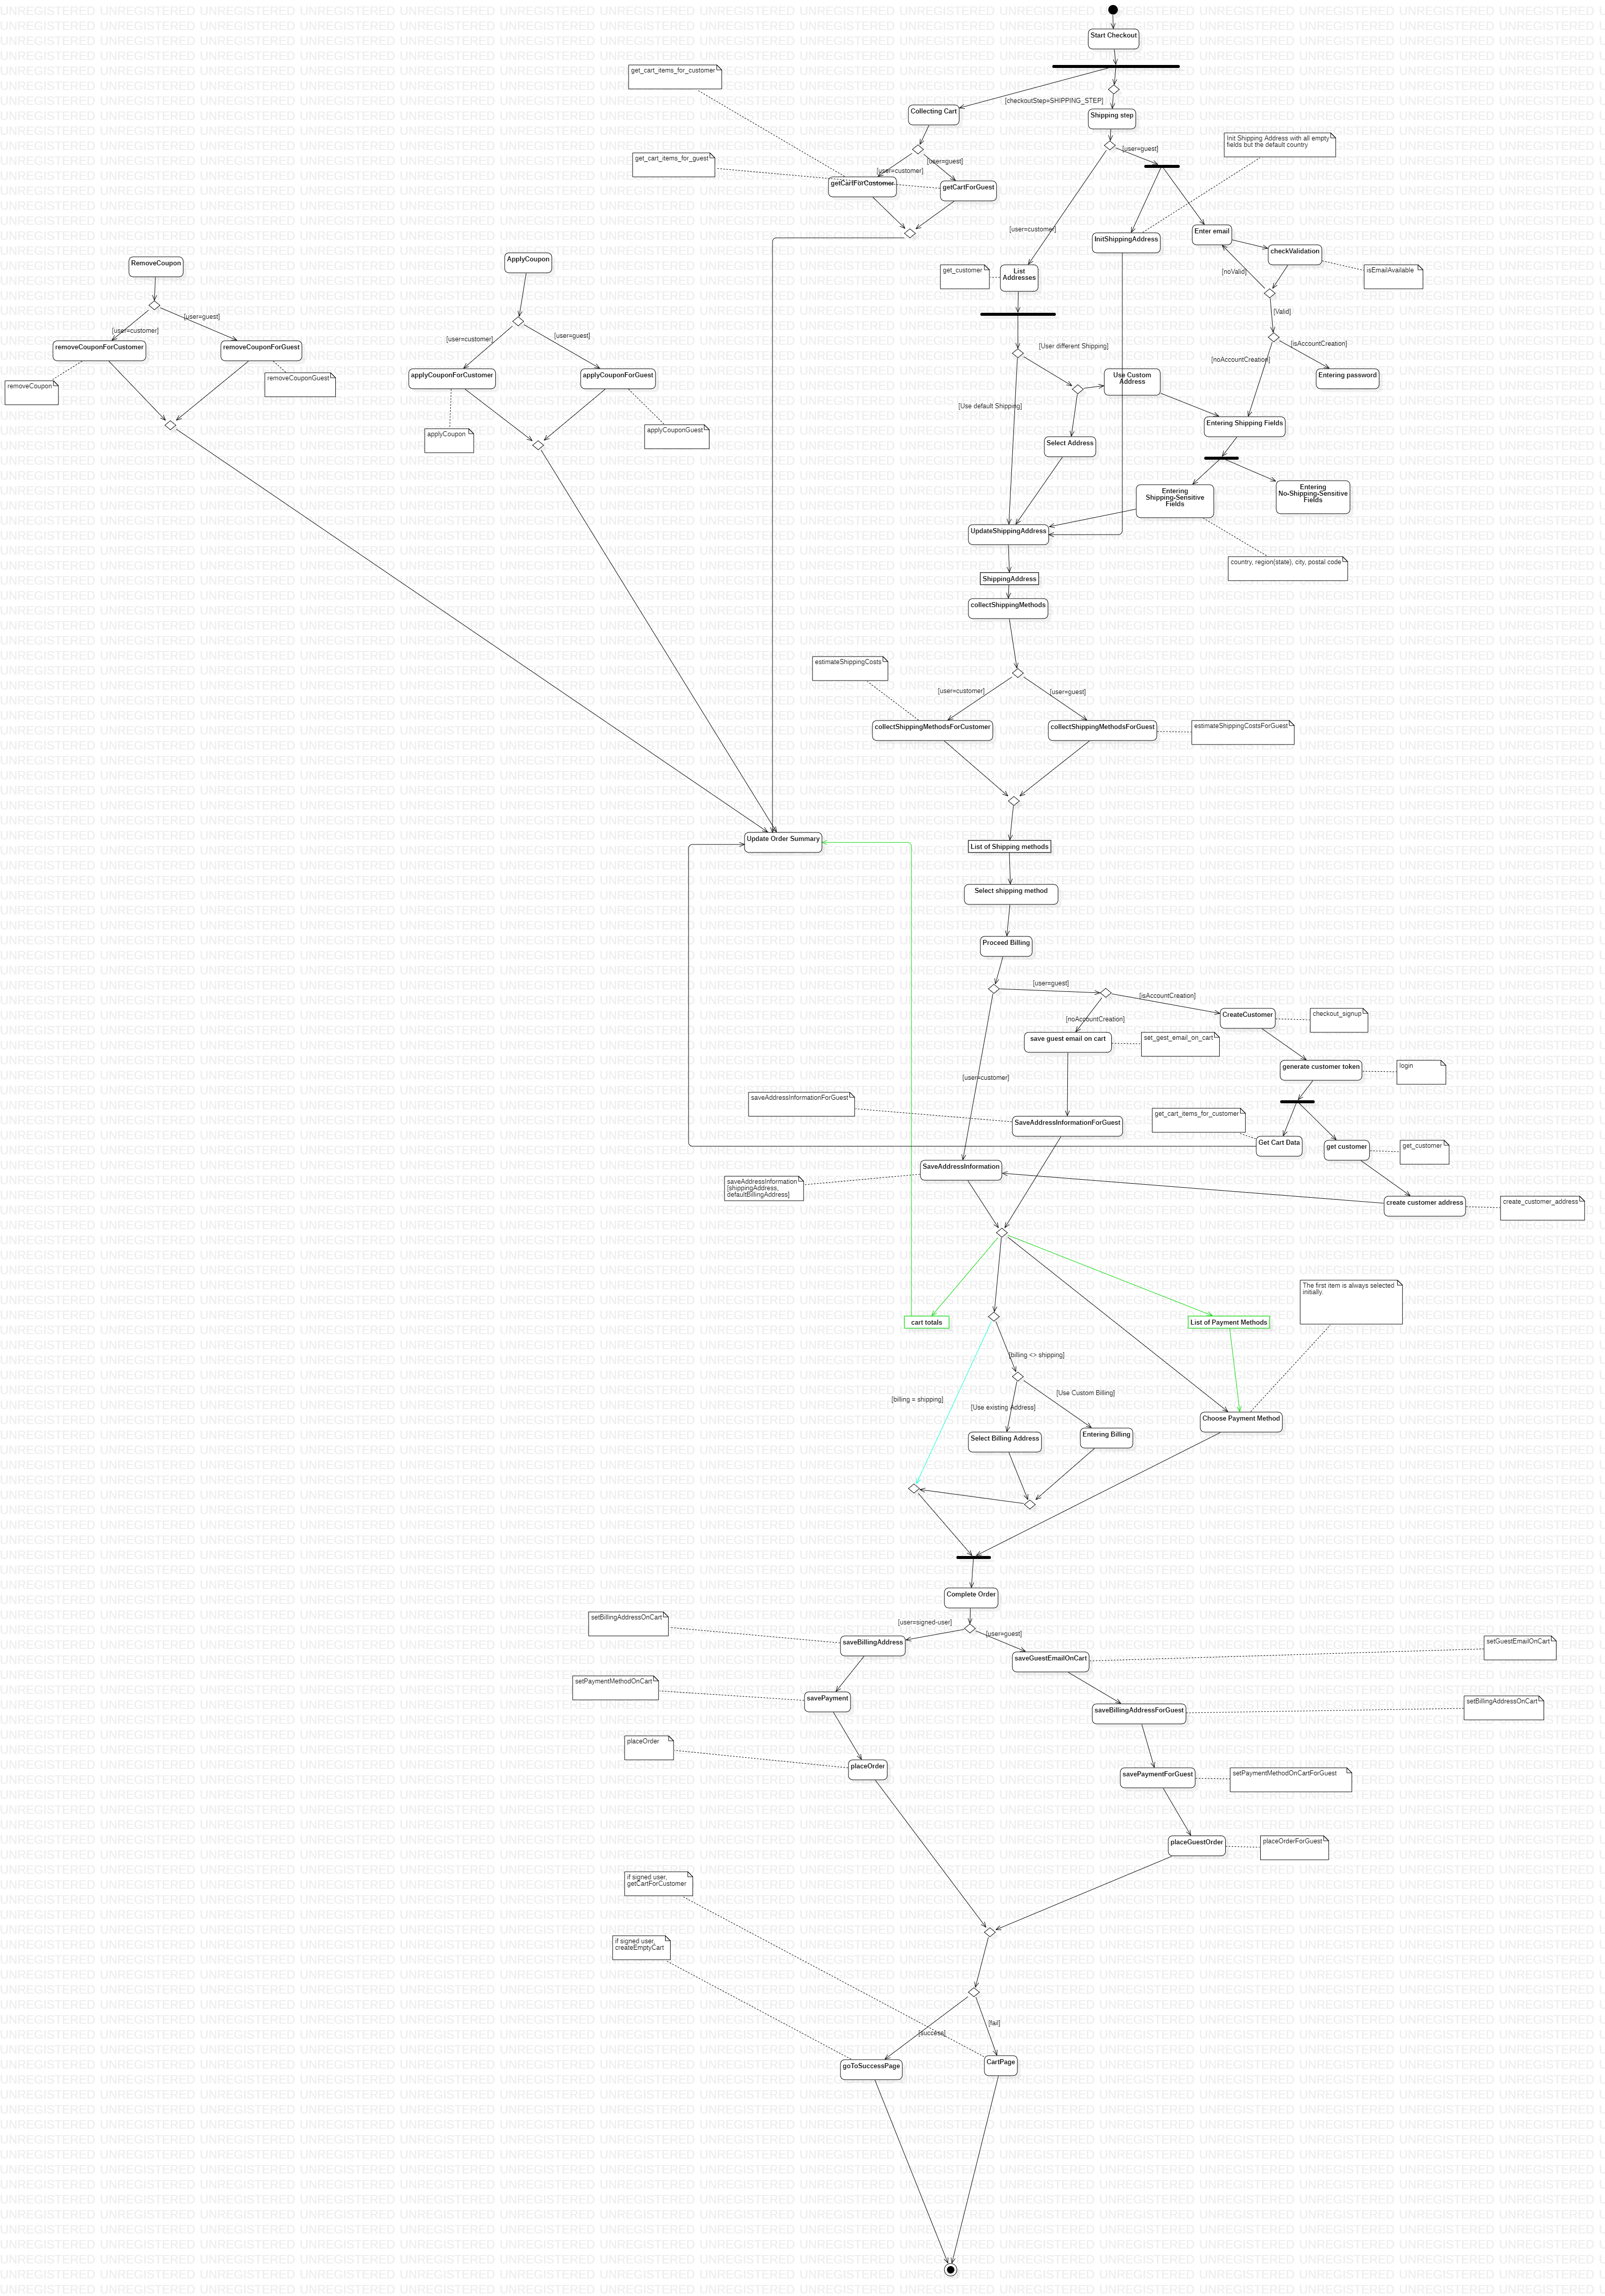 Start Checkout
get_cart_items_for_customer
[checkoutStep=SHIPPING_STEP]
Collecting Cart
Shipping step
Init Shipping Address with all empty
fields but the default country
[user=guest]
get_cart_items_for_guest
[user=guest]
[user=customer]
getCartForCustomer
getCartForGuest
[user=customer]
Enter email
InitShippingAddress
checkValidation
RemoveCoupon
ApplyCoupon
get_customer
List
Addresses
[noValid]
isEmailAvailable
[Valid]
[user=guest]
[user=customer]
[user=customer]
[user=guest]
removeCouponForCustomer
removeCouponForGuest
[User different Shipping]
[isAccountCreation]
[noAccountCreation]
removeCoupon
removeCouponGuest
applyCouponForCustomer
applyCouponForGuest
Use Custom
Address
Entering password
[Use default Shipping]
Entering Shipping Fields
applyCoupon
applyCouponGuest
Select Address
Entering
Shipping-Sensitive
Fields
Entering
No-Shipping-Sensitive
Fields
UpdateShippingAddress
country, region(state), city, postal code
ShippingAddress
collectShippingMethods
estimateShippingCosts
[user=customer]
[user=guest]
collectShippingMethodsForCustomer
collectShippingMethodsForGuest
estimateShippingCostsForGuest
Update Order Summary
List of Shipping methods
Select shipping method
Proceed Billing
[user=guest]
[isAccountCreation]
[noAccountCreation]
CreateCustomer
checkout_signup
save guest email on cart
set_gest_email_on_cart
generate customer token
login
[user=customer]
saveAddressInformationForGuest
SaveAddressInformationForGuest
get_cart_items_for_customer
Get Cart Data
get customer
get_customer
SaveAddressInformation
saveAddressInformation
[shippingAddress,
defaultBillingAddress]
create customer address
create_customer_address
The first item is always selected
initially.
cart totals
List of Payment Methods
[billing <> shipping]
[billing = shipping]
[Use Custom Billing]
[Use existing Address]
Choose Payment Method
Select Billing Address
Entering Billing
Complete Order
setBillingAddressOnCart
[user=signed-user]
[user=guest]
saveBillingAddress
saveGuestEmailOnCart
setGuestEmailOnCart
setPaymentMethodOnCart
savePayment
saveBillingAddressForGuest
setBillingAddressOnCart
placeOrder
placeOrder
savePaymentForGuest
setPaymentMethodOnCartForGuest
placeGuestOrder
placeOrderForGuest
if signed user,
getCartForCustomer
if signed user,
createEmptyCart
[success]
[fail]
goToSuccessPage
CartPage
UNREGISTERED